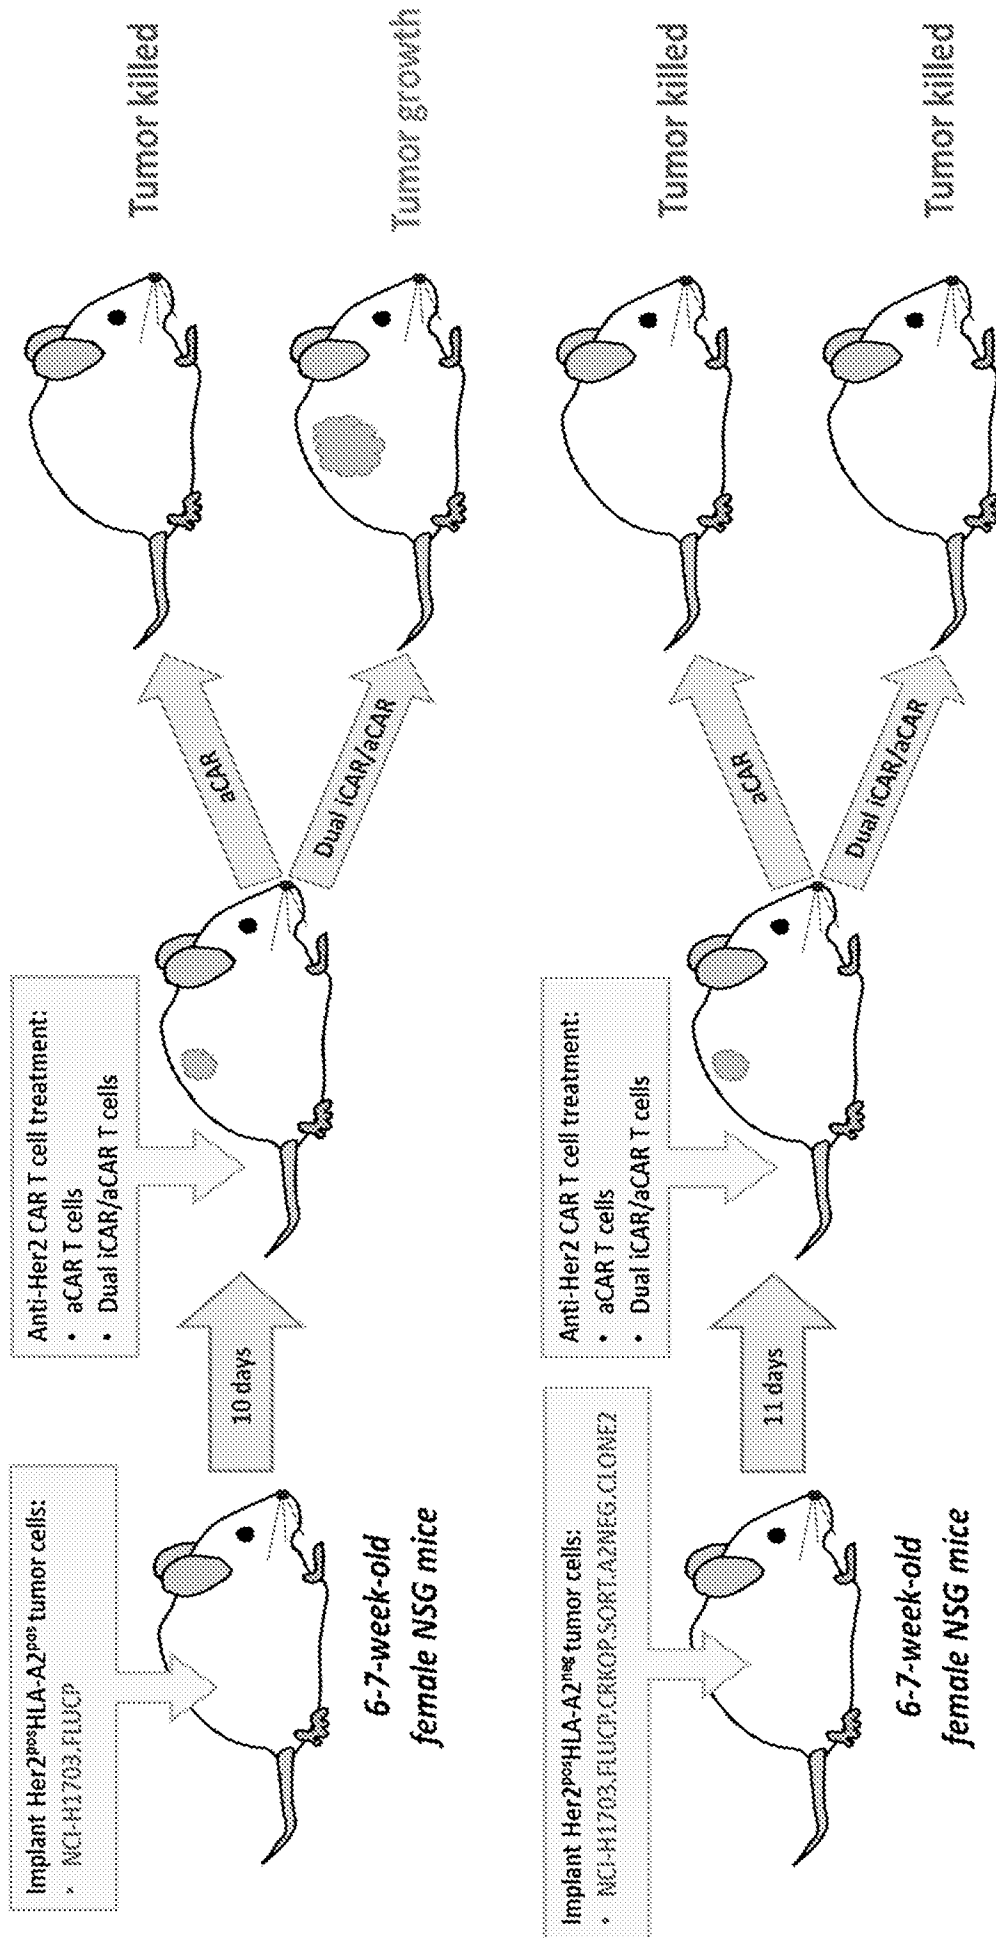 Implant Her2ᵖᵒˢHLA-A2ᵖᵒˢ tumor cells:
• NCI-H1703.FLUCP
6-7-week-old
female NSG mice
10 days
Anti-Her2 CAR T cell treatment:
• aCAR T cells
• Dual iCAR/aCAR T cells
aCAR
Dual iCAR/aCAR
Tumor killed
Tumor growth
Implant Her2ᵖᵒˢHLA-A2ⁿᵉᵍ tumor cells:
• NCI-H1703.FLUCP.CRKOP.SORT.A2NEG.CLONE2
6-7-week-old
female NSG mice
11 days
Anti-Her2 CAR T cell treatment:
• aCAR T cells
• Dual iCAR/aCAR T cells
aCAR
Dual iCAR/aCAR
Tumor killed
Tumor killed